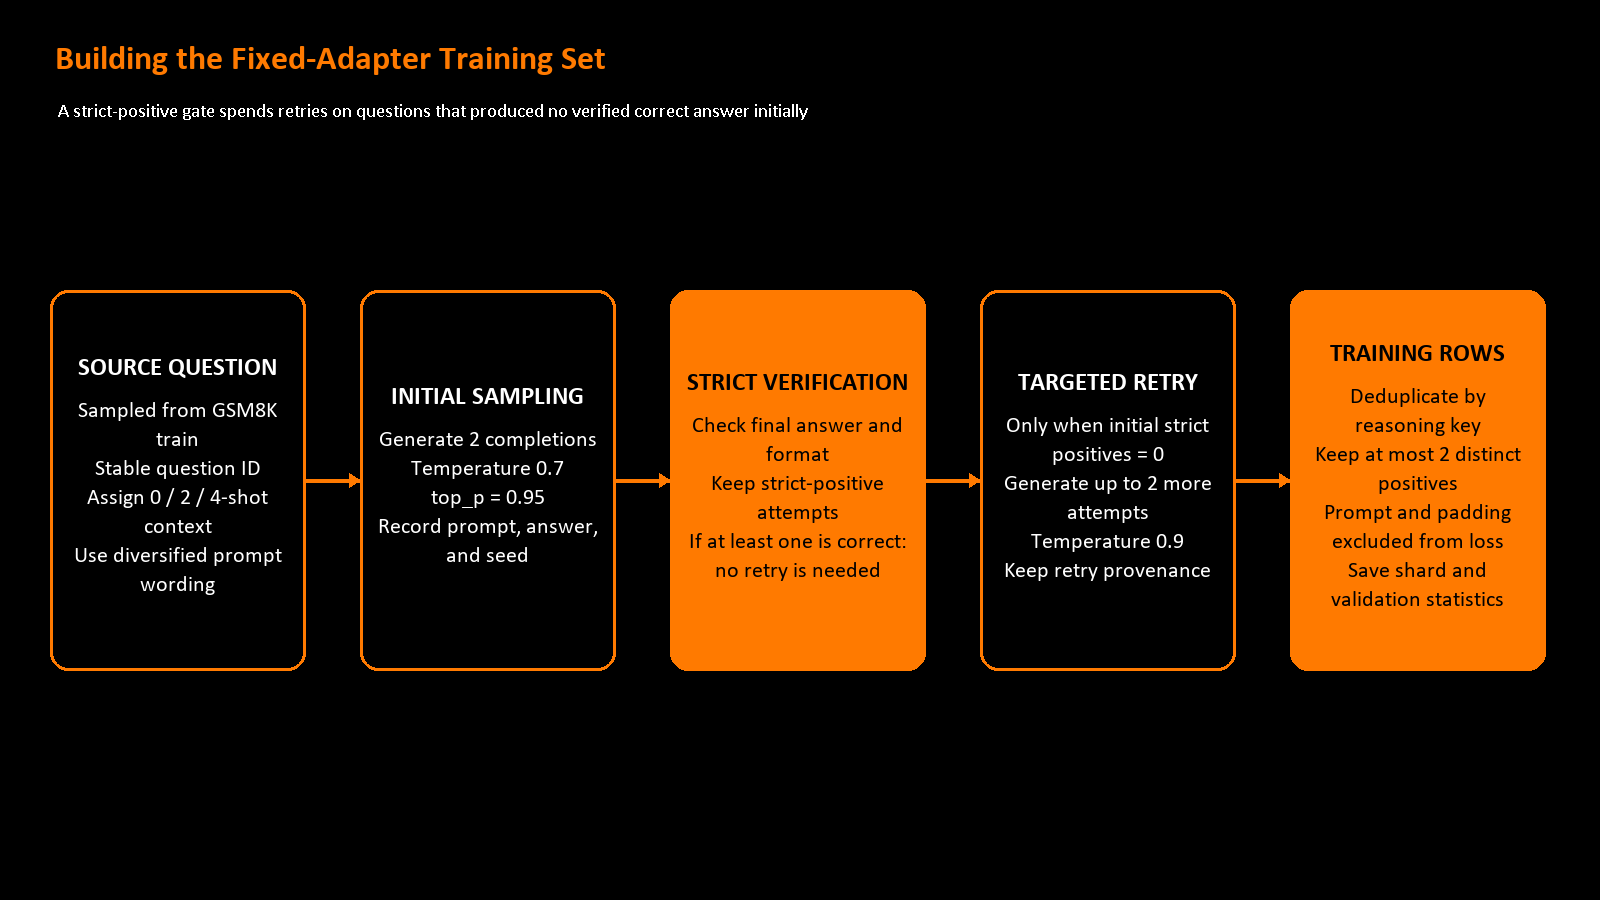 Building the Fixed-Adapter Training Set
A strict-positive gate spends retries on questions that produced no verified correct answer initially
SOURCE QUESTION
Sampled from GSM8K
train
Stable question ID
Assign 0 / 2 / 4-shot
context
Use diversified prompt
wording
INITIAL SAMPLING
Generate 2 completions
Temperature 0.7
top_p = 0.95
Record prompt, answer,
and seed
STRICT VERIFICATION
Check final answer and
format
Keep strict-positive
attempts
If at least one is correct:
no retry is needed
TARGETED RETRY
Only when initial strict
positives = 0
Generate up to 2 more
attempts
Temperature 0.9
Keep retry provenance
TRAINING ROWS
Deduplicate by
reasoning key
Keep at most 2 distinct
positives
Prompt and padding
excluded from loss
Save shard and
validation statistics